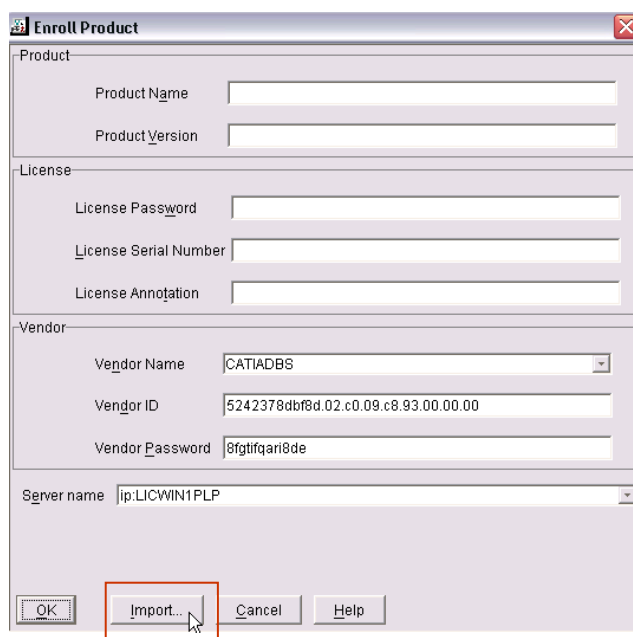 Enroll Product
Product
Product Name
Product Version
License
License Password
License Serial Number
License Annotation
Vendor
Vendor Name CATIADBS
Vendor ID 5242378dbf8d.02.c0.09.c8.93.00.00.00
Vendor Password 8fgtifqari8de
Server name ip:LICWIN1PLP
OK Import... Cancel Help